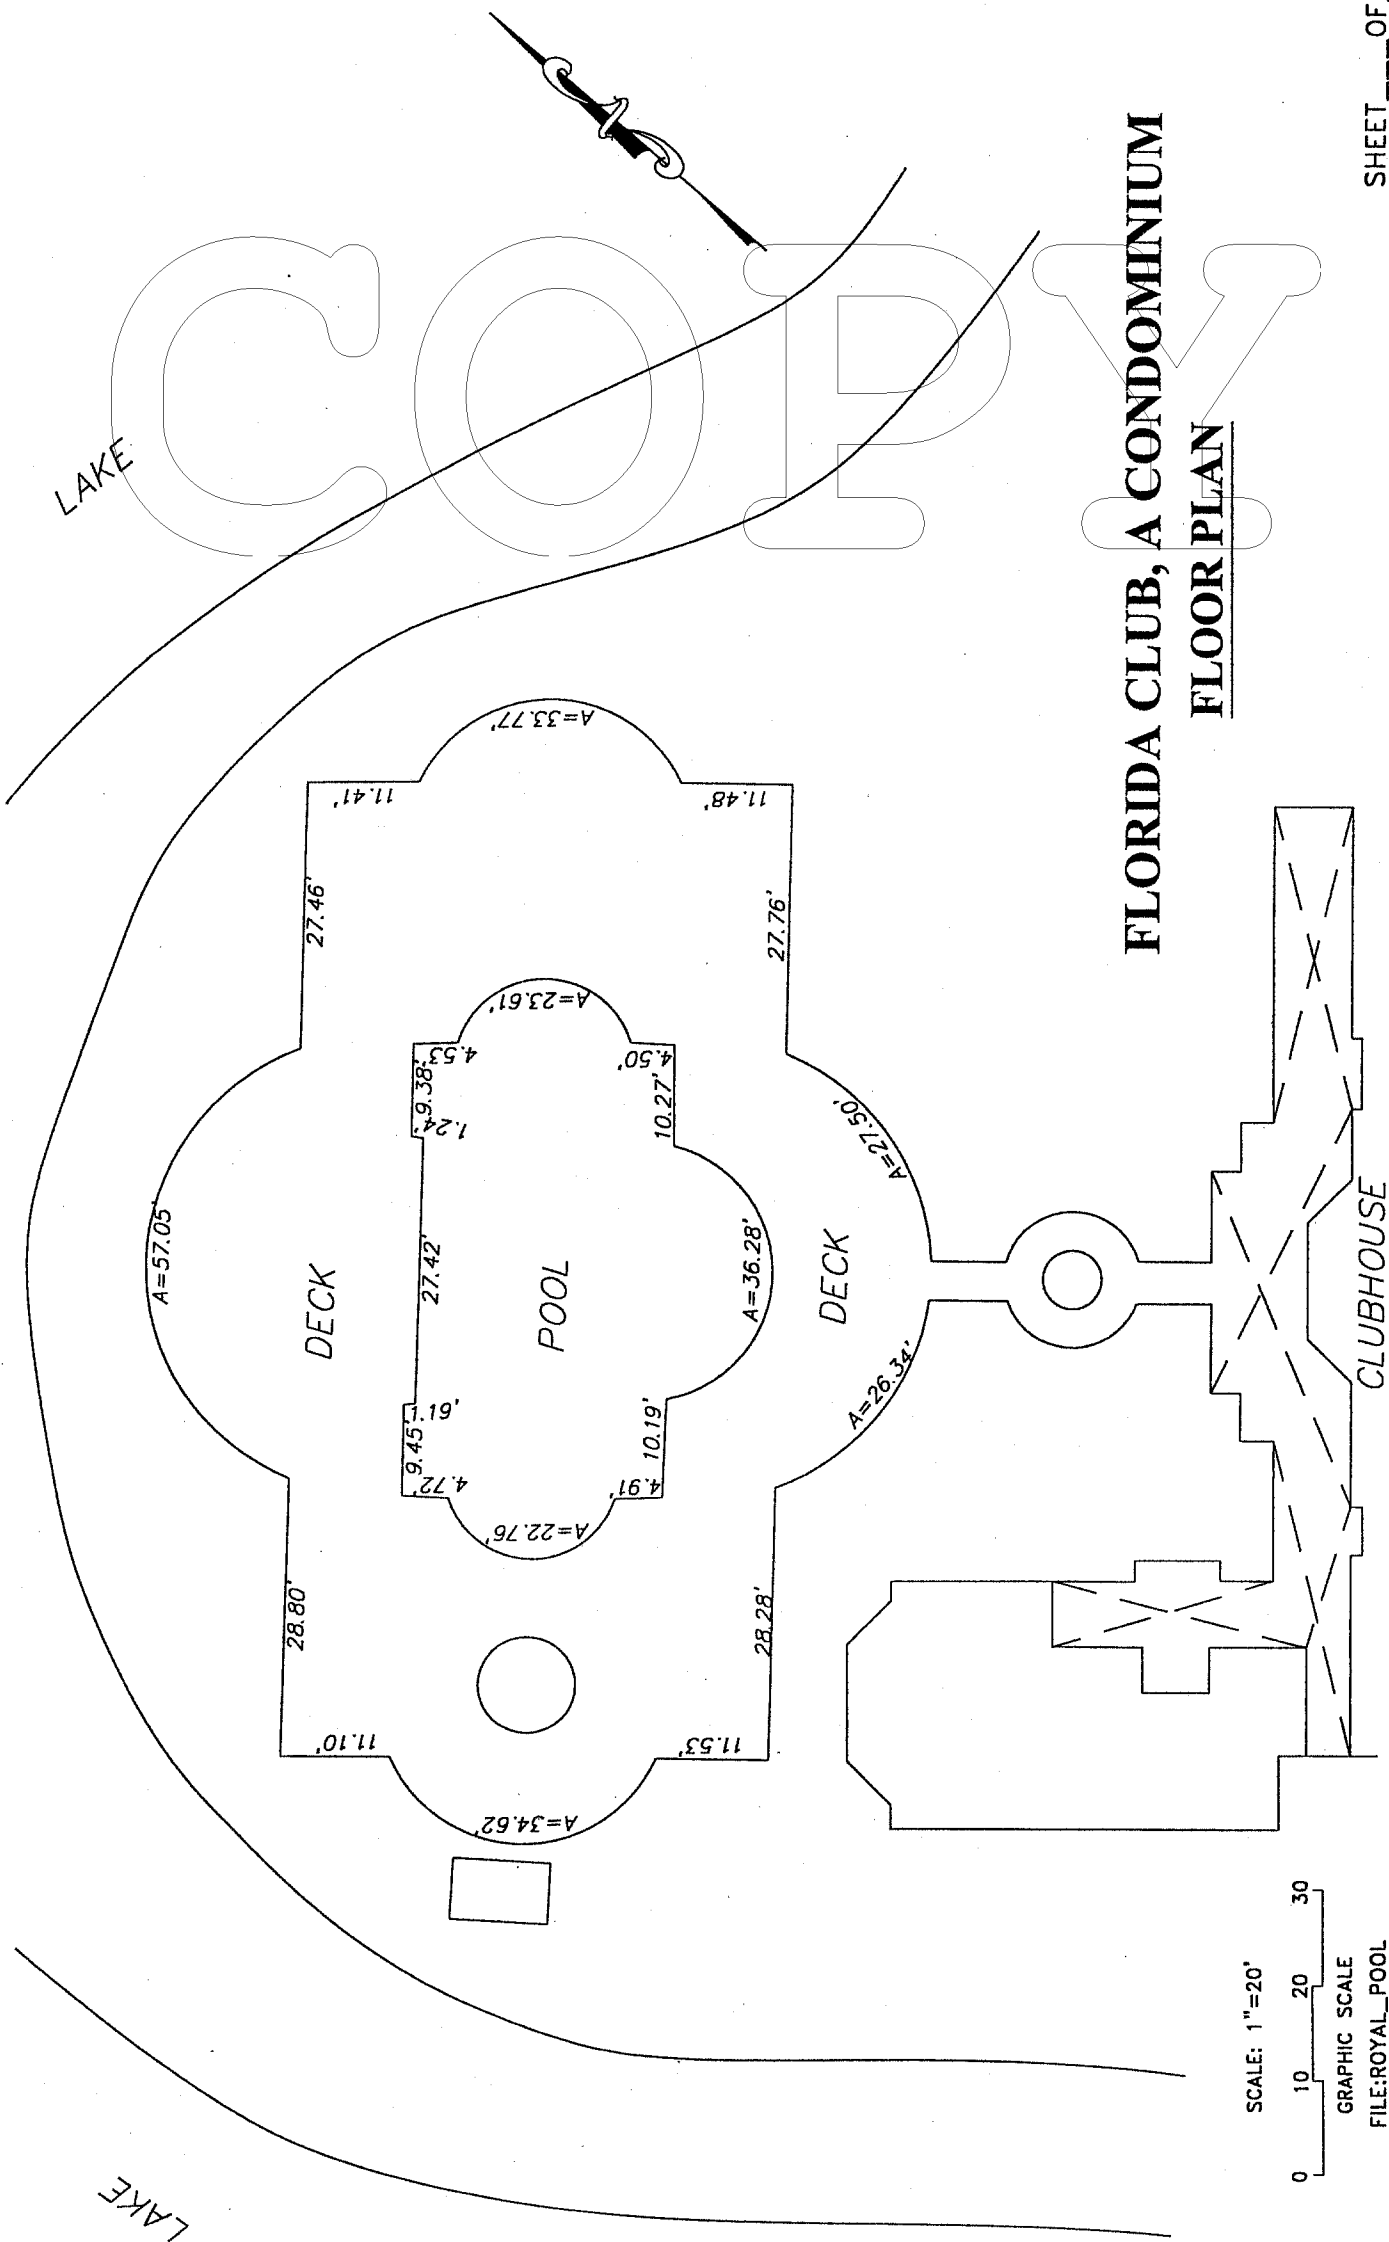 LAKE
COPY
A=57.05'
28.80'
27.46'
DECK
11.10'
11.41'
9.45'
1.19'
27.42'
1.24'
9.38'
4.72'
4.53'
A=34.62'
A=22.76'
POOL
A=23.61'
A=33.77'
4.91'
4.50'
10.19'
10.27'
A=36.28'
11.53'
11.48'
28.28'
27.76'
DECK
A=26.34'
A=27.50'
LAKE
FLORIDA CLUB, A CONDOMINIUM
FLOOR PLAN
CLUBHOUSE
SCALE: 1"=20'
0 10 20 30
GRAPHIC SCALE
FILE:ROYAL_POOL
SHEET___OF